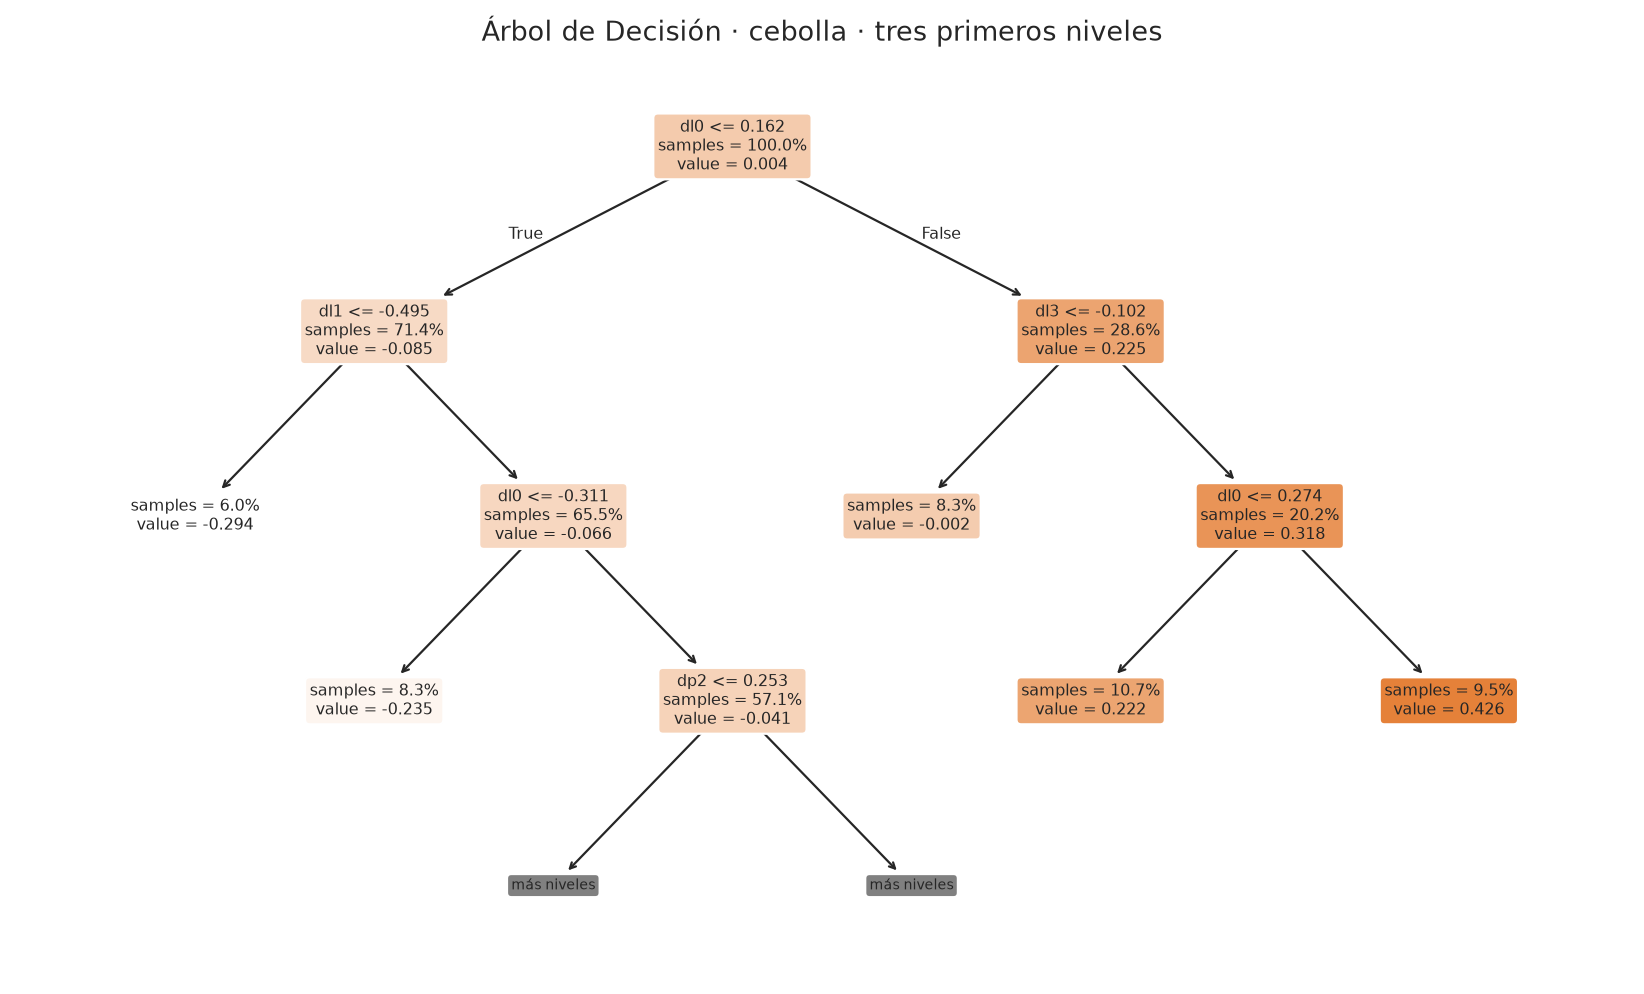 Árbol de Decisión · cebolla · tres primeros niveles
dl0 <= 0.162
samples = 100.0%
value = 0.004
True
False
dl1 <= -0.495
samples = 71.4%
value = -0.085
dl3 <= -0.102
samples = 28.6%
value = 0.225
samples = 6.0%
value = -0.294
dl0 <= -0.311
samples = 65.5%
value = -0.066
samples = 8.3%
value = -0.002
dl0 <= 0.274
samples = 20.2%
value = 0.318
samples = 8.3%
value = -0.235
dp2 <= 0.253
samples = 57.1%
value = -0.041
samples = 10.7%
value = 0.222
samples = 9.5%
value = 0.426
más niveles
más niveles